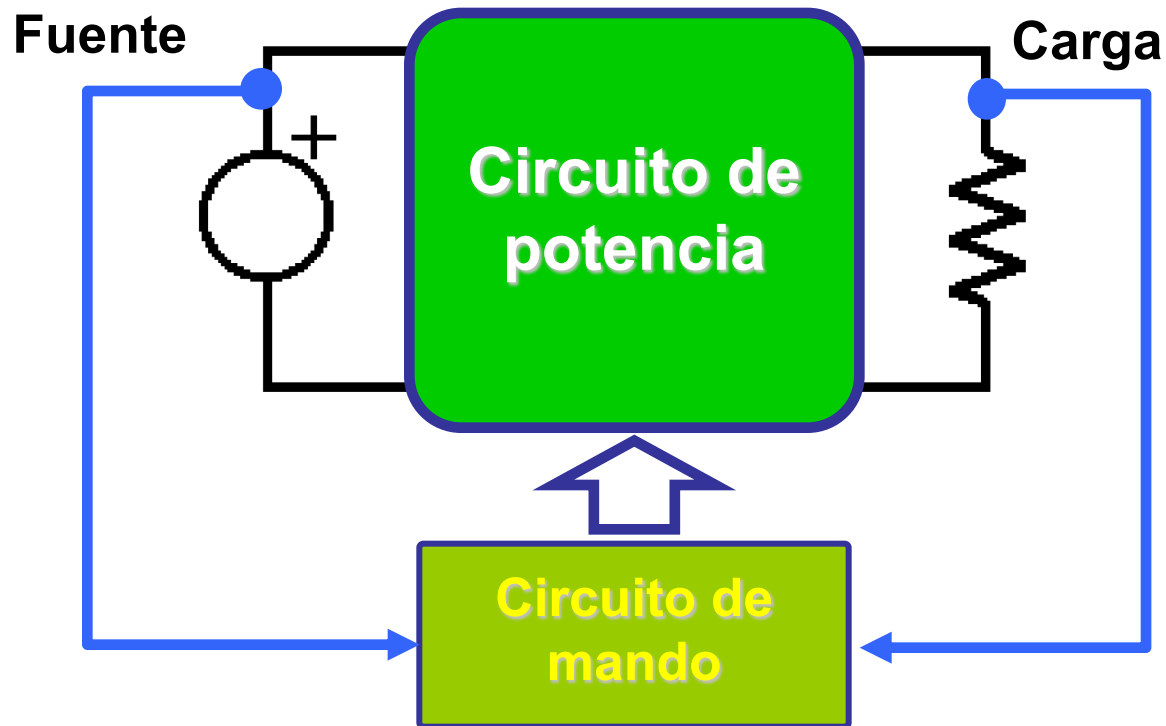 Fuente
Carga
+
Circuito de
potencia
Circuito de
mando